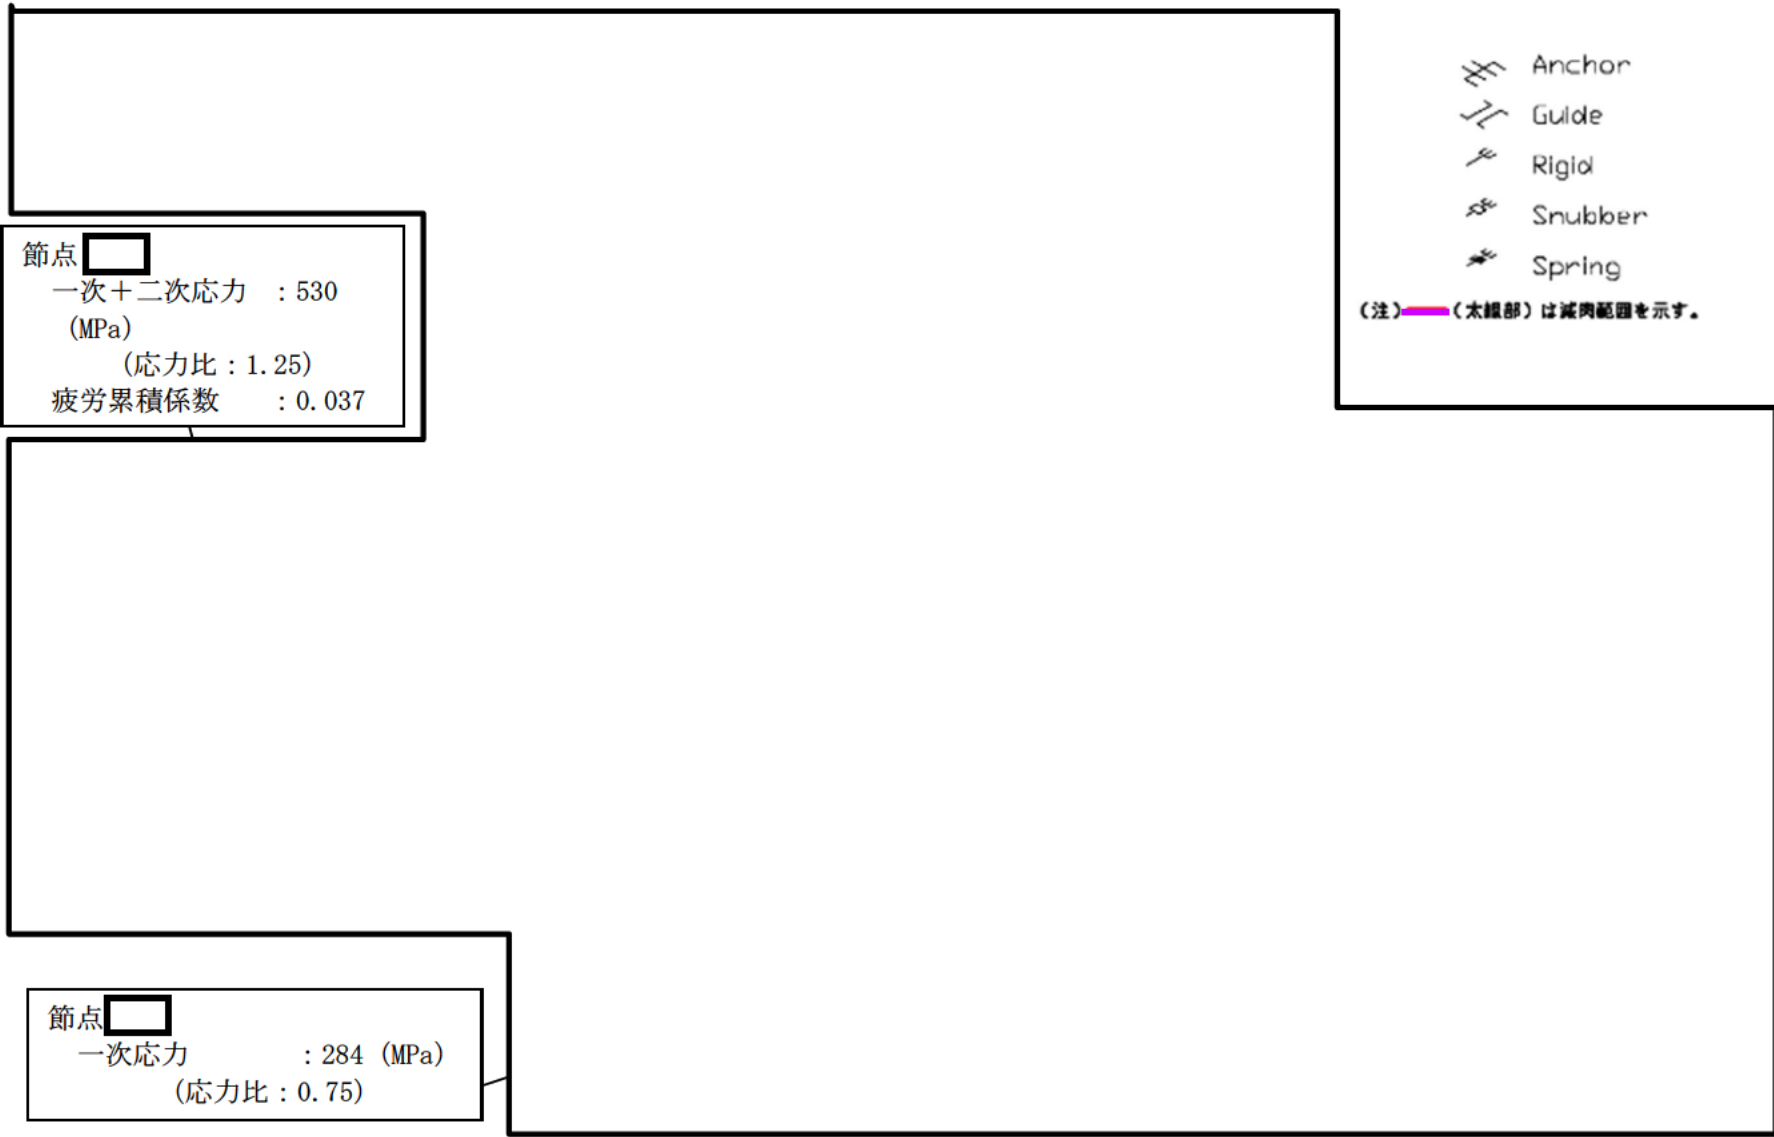 Anchor
Guide
Rigid
Snubber
Spring
(注) (太線部)は減肉範囲を示す。
節点
一次+二次応力 :530
(MPa)
(応力比:1.25)
疲労累積係数 :0.037
節点
一次応力 :284 (MPa)
(応力比:0.75)